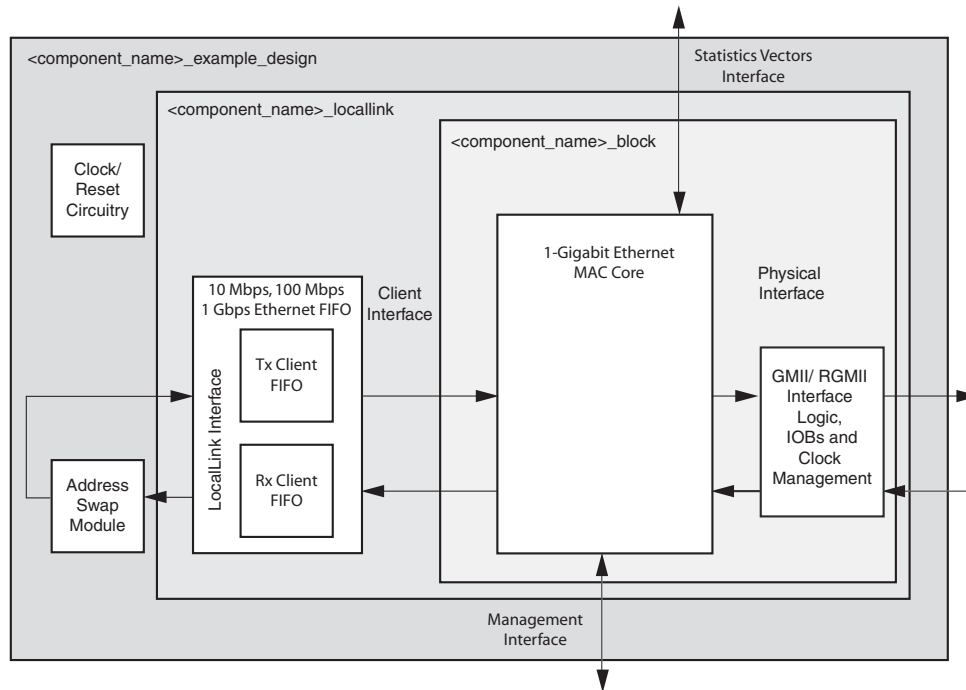 <component_name>_example_design
Statistics Vectors
Interface
<component_name>_locallink
<component_name>_block
Clock/
Reset
Circuitry
1-Gigabit Ethernet
MAC Core
10 Mbps, 100 Mbps
1 Gbps Ethernet FIFO
Client
Interface
Physical
Interface
LocalLink Interface
Tx Client
FIFO
Rx Client
FIFO
GMII/ RGMII
Interface
Logic,
IOBs and
Clock
Management
Address
Swap
Module
Management
Interface